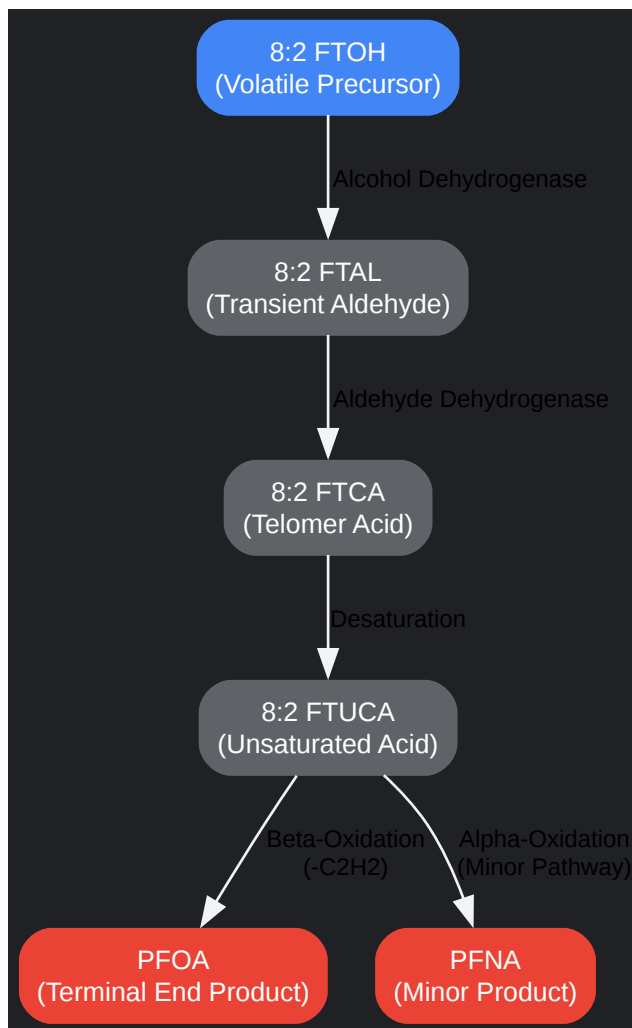 8:2 FTOH
(Volatile Precursor)
Alcohol Dehydrogenase
8:2 FTAL
(Transient Aldehyde)
Aldehyde Dehydrogenase
8:2 FTCA
(Telomer Acid)
Desaturation
8:2 FTUCA
(Unsaturated Acid)
Beta-Oxidation
(-C2H2)
Alpha-Oxidation
(Minor Pathway)
PFOA
(Terminal End Product)
PFNA
(Minor Product)